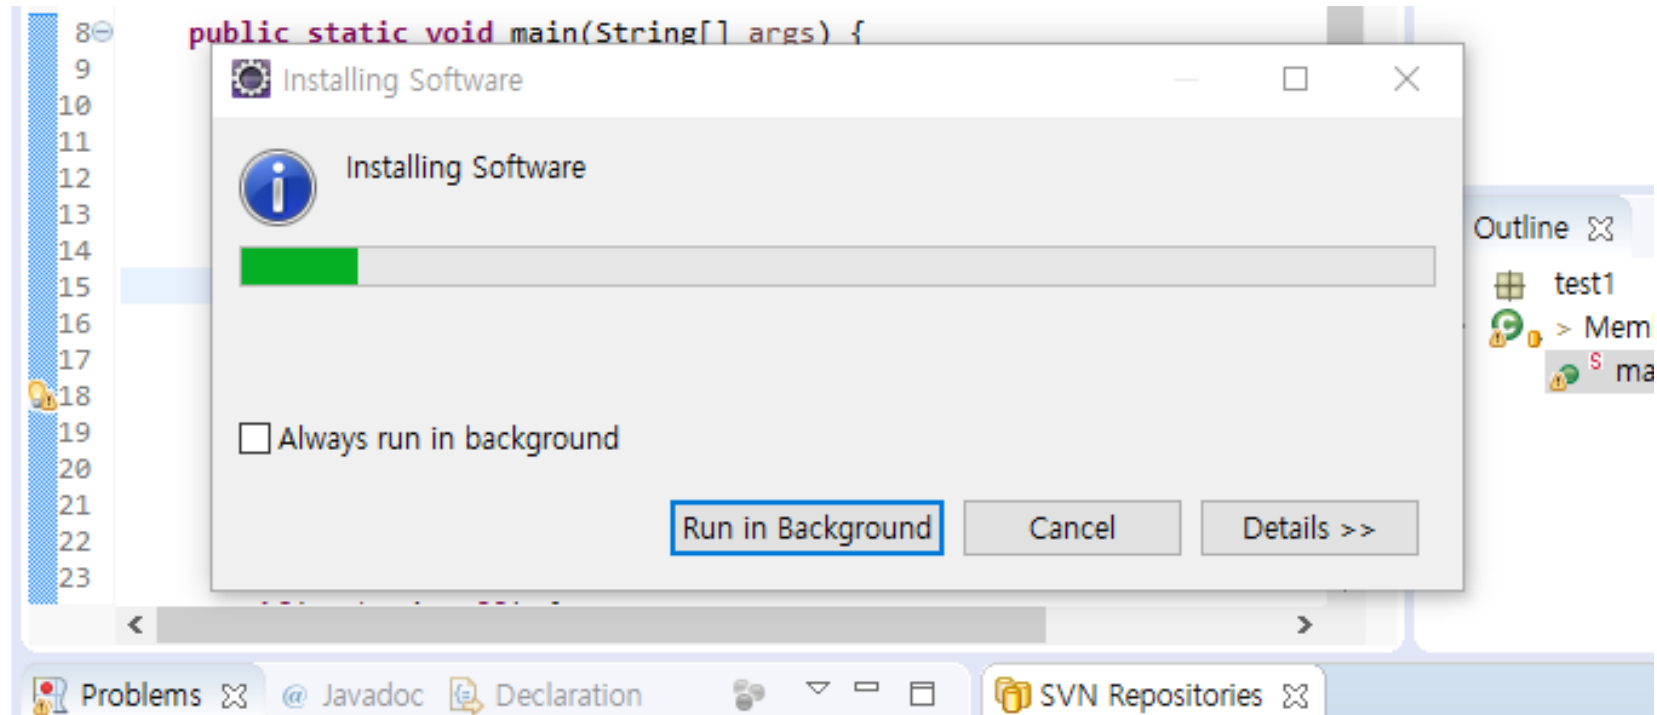 8 public static void main(String[] args) {
9
10
11
12
13
14
15
16
17
18
19
20
21
22
23
Installing Software
Installing Software
Always run in background
Run in Background Cancel Details >>
Outline
test1
> Mem
S ma
Problems @ Javadoc Declaration SVN Repositories